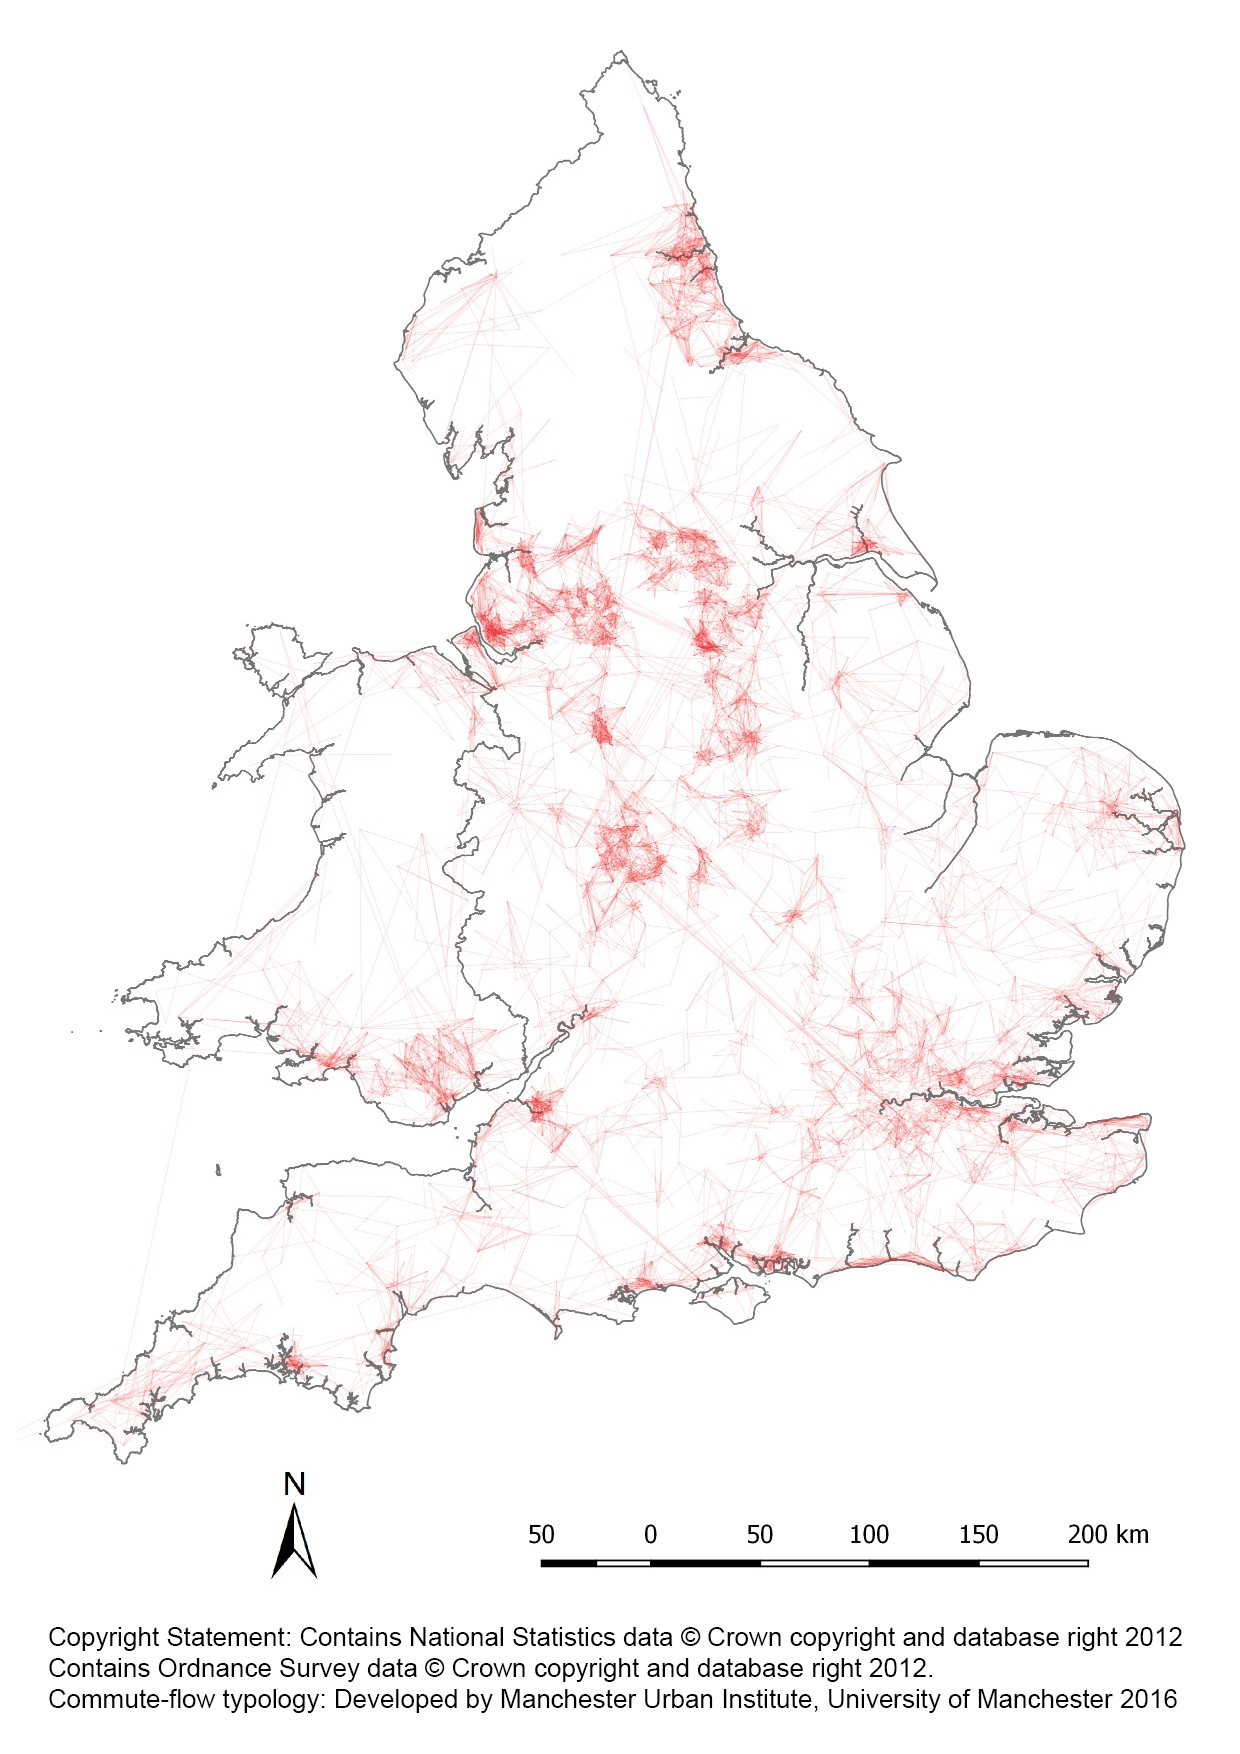 N
50 0 50 100 150 200 km
Copyright Statement: Contains National Statistics data © Crown copyright and database right 2012
Contains Ordnance Survey data © Crown copyright and database right 2012.
Commute-flow typology: Developed by Manchester Urban Institute, University of Manchester 2016